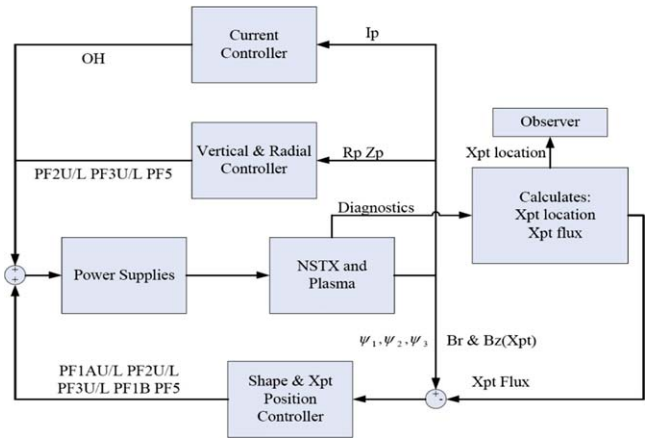 Current
Controller
Ip
OH
Observer
Vertical & Radial
Controller
Rp Zp
Xpt location
PF2U/L PF3U/L PF5
Calculates:
Xpt location
Xpt flux
Diagnostics
+
+
Power Supplies
NSTX and
Plasma
ψ1,ψ2,ψ3
Br & Bz(Xpt)
PF1AU/L PF2U/L
PF3U/L PF1B PF5
Shape & Xpt
Position
Controller
Xpt Flux
+
-